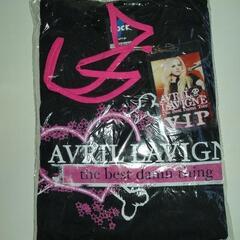 AVRIL
LAVIGNE
VIP
AVRIL LAVIGNE
the best damn thing